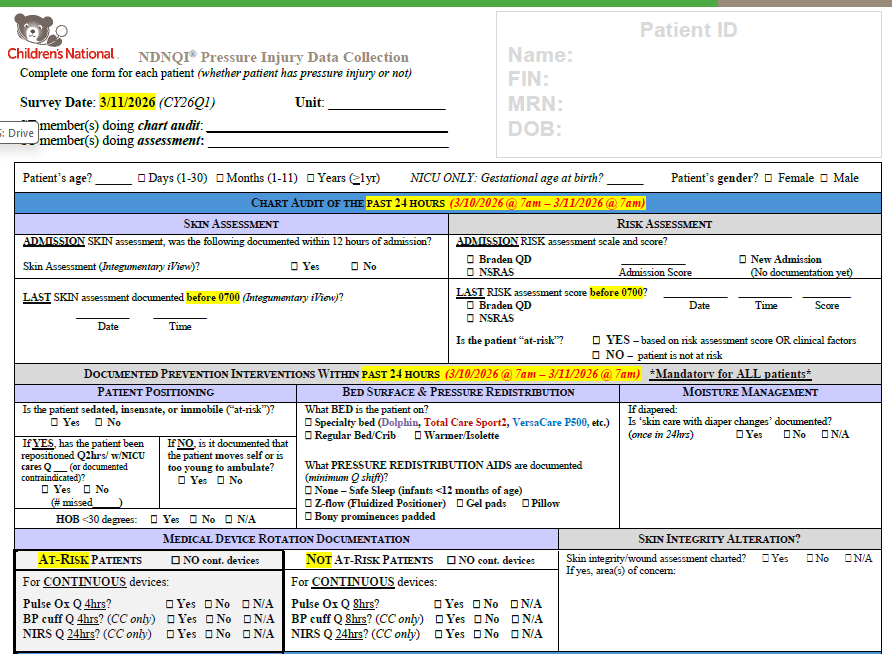 Children's National
Patient ID
NDNQI® Pressure Injury Data Collection
Name:
Complete one form for each patient (whether patient has pressure injury or not)
FIN:
MRN:
Survey Date: 3/11/2026 (CY26Q1) Unit: ____________
DOB:
member(s) doing chart audit: ____________
S: Drive
member(s) doing assessment: ____________
Patient's age? ______ ☐ Days (1-30) ☐ Months (1-11) ☐ Years (≥1yr) NICU ONLY: Gestational age at birth? ______ Patient's gender? ☐ Female ☐ Male
CHART AUDIT OF THE PAST 24 HOURS (3/10/2026 @ 7am – 3/11/2026 @ 7am)
SKIN ASSESSMENT
ADMISSION SKIN assessment, was the following documented within 12 hours of admission?
Skin Assessment (Integumentary iView)? ☐ Yes ☐ No
LAST SKIN assessment documented before 0700 (Integumentary iView)?
Date Time
RISK ASSESSMENT
ADMISSION RISK assessment scale and score?
☐ Braden QD ____________ ☐ New Admission
☐ NSRAS Admission Score (No documentation yet)
LAST RISK assessment score before 0700? ____________ ____________ ____________
☐ Braden QD Date Time Score
☐ NSRAS
Is the patient "at-risk"? ☐ YES – based on risk assessment score OR clinical factors
☐ NO – patient is not at risk
DOCUMENTED PREVENTION INTERVENTIONS WITHIN PAST 24 HOURS (3/10/2026 @ 7am – 3/11/2026 @ 7am) *Mandatory for ALL patients*
PATIENT POSITIONING
Is the patient sedated, insensate, or immobile ("at-risk")?
☐ Yes ☐ No
If YES, has the patient been
repositioned Q2hrs/ w/NICU
cares Q ___ (or documented
contraindicated)?
☐ Yes ☐ No
(# missed_____)
If NO, is it documented that
the patient moves self or is
too young to ambulate?
☐ Yes ☐ No
HOB <30 degrees: ☐ Yes ☐ No ☐ N/A
BED SURFACE & PRESSURE REDISTRIBUTION
What BED is the patient on?
☐ Specialty bed (Dolphin, Total Care Sport2, VersaCare P500, etc.)
☐ Regular Bed/Crib ☐ Warmer/Isolette
What PRESSURE REDISTRIBUTION AIDS are documented
(minimum Q shift)?
☐ None – Safe Sleep (infants <12 months of age)
☐ Z-flow (Fluidized Positioner) ☐ Gel pads ☐ Pillow
☐ Bony prominences padded
MOISTURE MANAGEMENT
If diapered:
Is 'skin care with diaper changes' documented?
(once in 24hrs) ☐ Yes ☐ No ☐ N/A
MEDICAL DEVICE ROTATION DOCUMENTATION
AT-RISK PATIENTS ☐ NO cont. devices
For CONTINUOUS devices:
Pulse Ox Q 4hrs? ☐ Yes ☐ No ☐ N/A
BP cuff Q 4hrs? (CC only) ☐ Yes ☐ No ☐ N/A
NIRS Q 24hrs? (CC only) ☐ Yes ☐ No ☐ N/A
NOT AT-RISK PATIENTS ☐ NO cont. devices
For CONTINUOUS devices:
Pulse Ox Q 8hrs? ☐ Yes ☐ No ☐ N/A
BP cuff Q 8hrs? (CC only) ☐ Yes ☐ No ☐ N/A
NIRS Q 24hrs? (CC only) ☐ Yes ☐ No ☐ N/A
SKIN INTEGRITY ALTERATION?
Skin integrity/wound assessment charted? ☐ Yes ☐ No ☐ N/A
If yes, area(s) of concern: